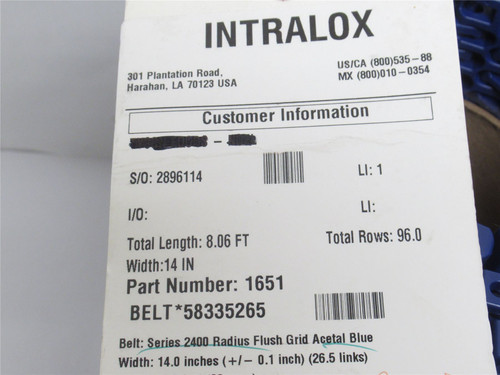 INTRALOX
301 Plantation Road,
Harahan, LA 70123 USA
US/CA (800)535-88
MX (800)010-0354
Customer Information
S/O: 2896114
LI: 1
I/O:
LI:
Total Length: 8.06 FT
Total Rows: 96.0
Width:14 IN
Part Number: 1651
BELT*58335265
Belt: Series 2400 Radius Flush Grid Acetal Blue
Width: 14.0 inches (+/- 0.1 inch) (26.5 links)